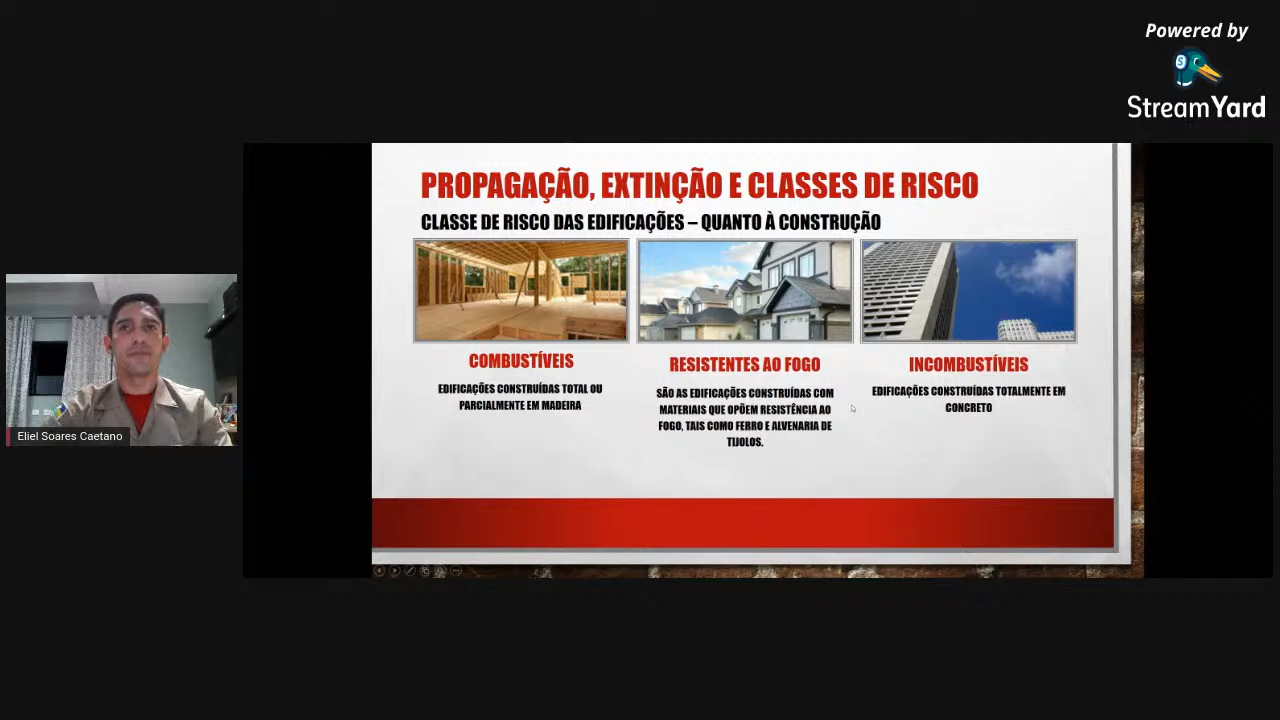 Powered by
StreamYard
PROPAGAÇÃO, EXTINÇÃO E CLASSES DE RISCO
CLASSE DE RISCO DAS EDIFICAÇÕES – QUANTO À CONSTRUÇÃO
COMBUSTÍVEIS
EDIFICAÇÕES CONSTRUÍDAS TOTAL OU
PARCIALMENTE EM MADEIRA
RESISTENTES AO FOGO
SÃO AS EDIFICAÇÕES CONSTRUÍDAS COM
MATERIAIS QUE OPÕEM RESISTÊNCIA AO
FOGO, TAIS COMO FERRO E ALVENARIA DE
TIJOLOS.
INCOMBUSTÍVEIS
EDIFICAÇÕES CONSTRUÍDAS TOTALMENTE EM
CONCRETO
Eliel Soares Caetano